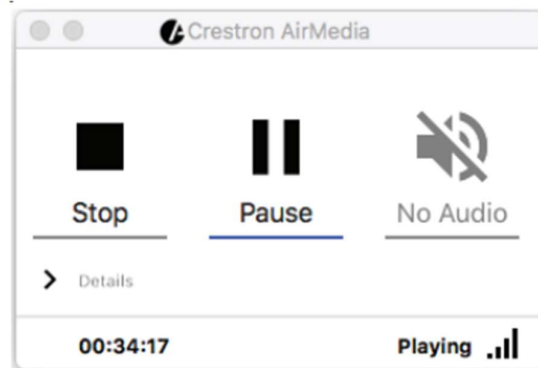 Crestron AirMedia
Stop Pause No Audio
Details
00:34:17 Playing